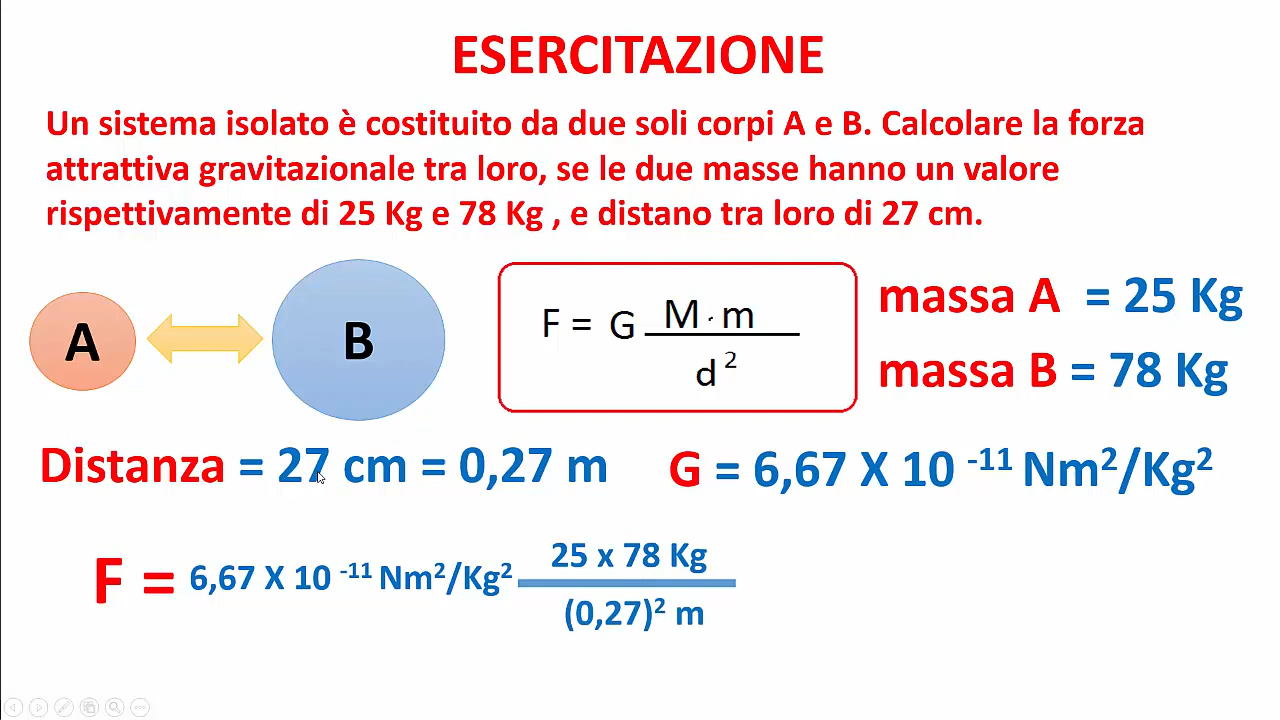 ESERCITAZIONE
Un sistema isolato è costituito da due soli corpi A e B. Calcolare la forza
attrattiva gravitazionale tra loro, se le due masse hanno un valore
rispettivamente di 25 Kg e 78 Kg , e distano tra loro di 27 cm.
A
B
F = G M · m
d²
massa A = 25 Kg
massa B = 78 Kg
Distanza = 27 cm = 0,27 m
G = 6,67 X 10 ⁻¹¹ Nm²/Kg²
F = 6,67 X 10 ⁻¹¹ Nm²/Kg²
25 x 78 Kg
(0,27)² m